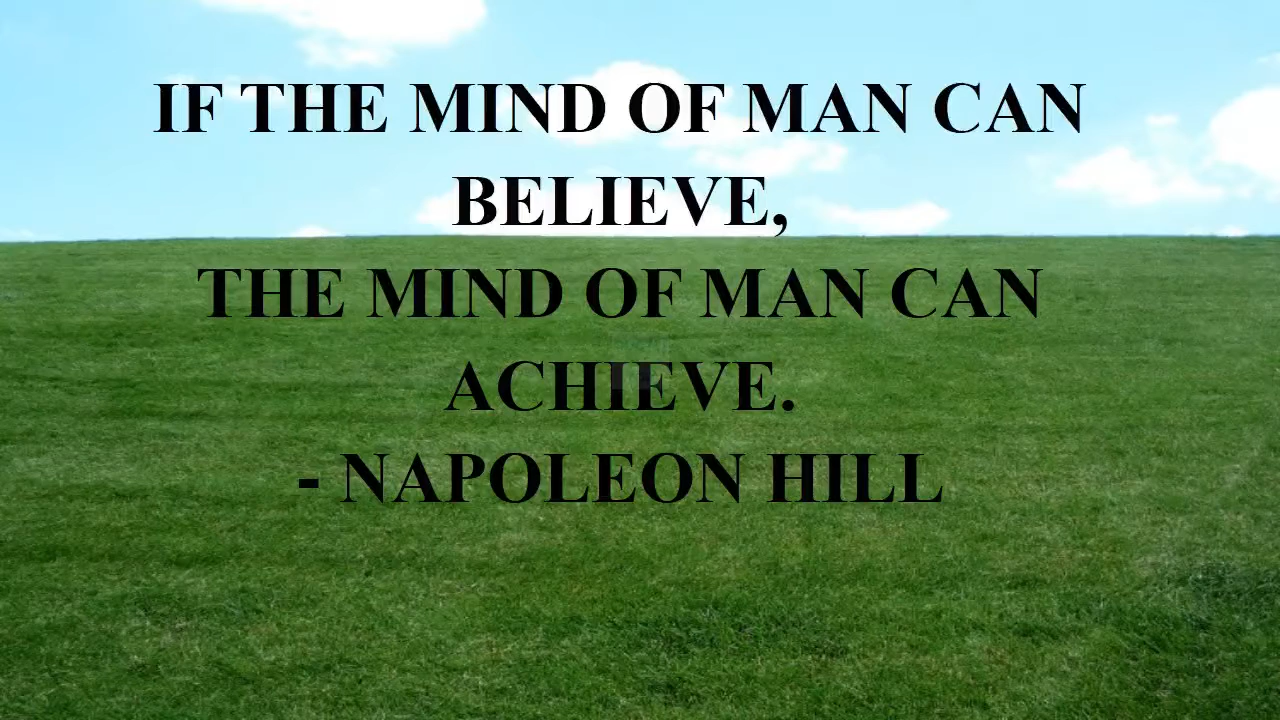 IF THE MIND OF MAN CAN
BELIEVE,
THE MIND OF MAN CAN
ACHIEVE.
- NAPOLEON HILL